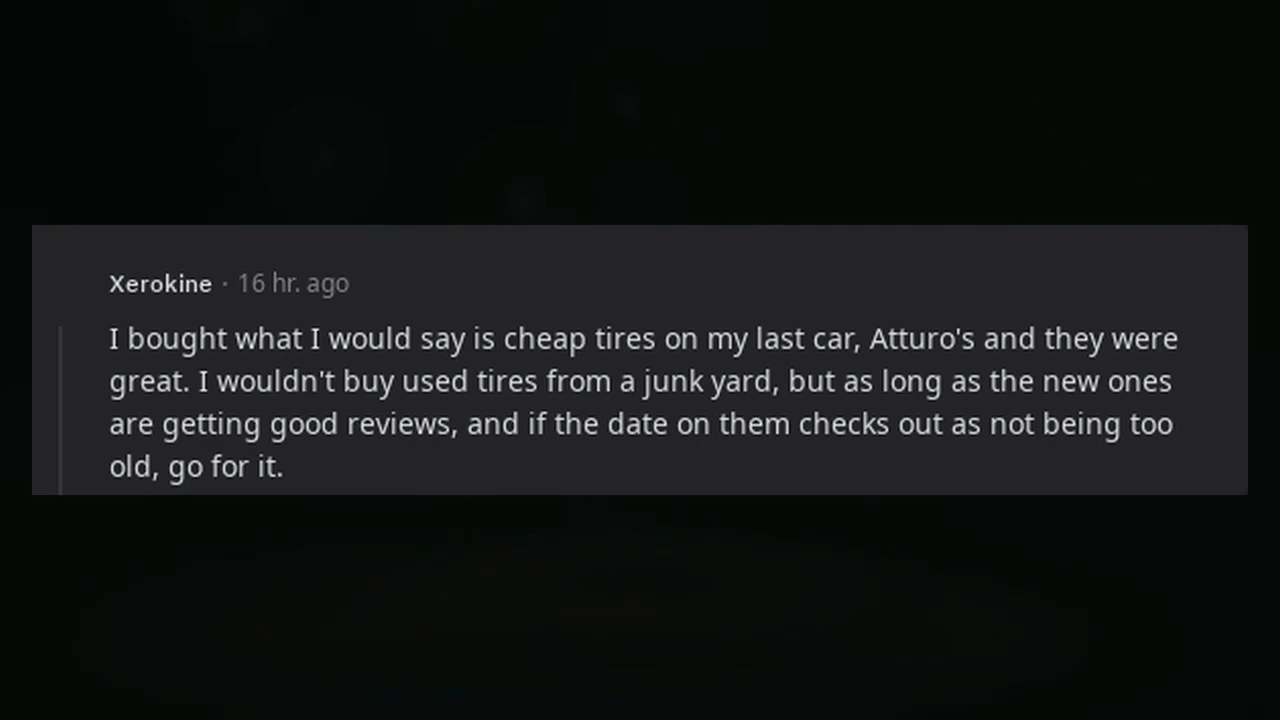 Xerokine · 16 hr. ago
I bought what I would say is cheap tires on my last car, Atturo's and they were
great. I wouldn't buy used tires from a junk yard, but as long as the new ones
are getting good reviews, and if the date on them checks out as not being too
old, go for it.